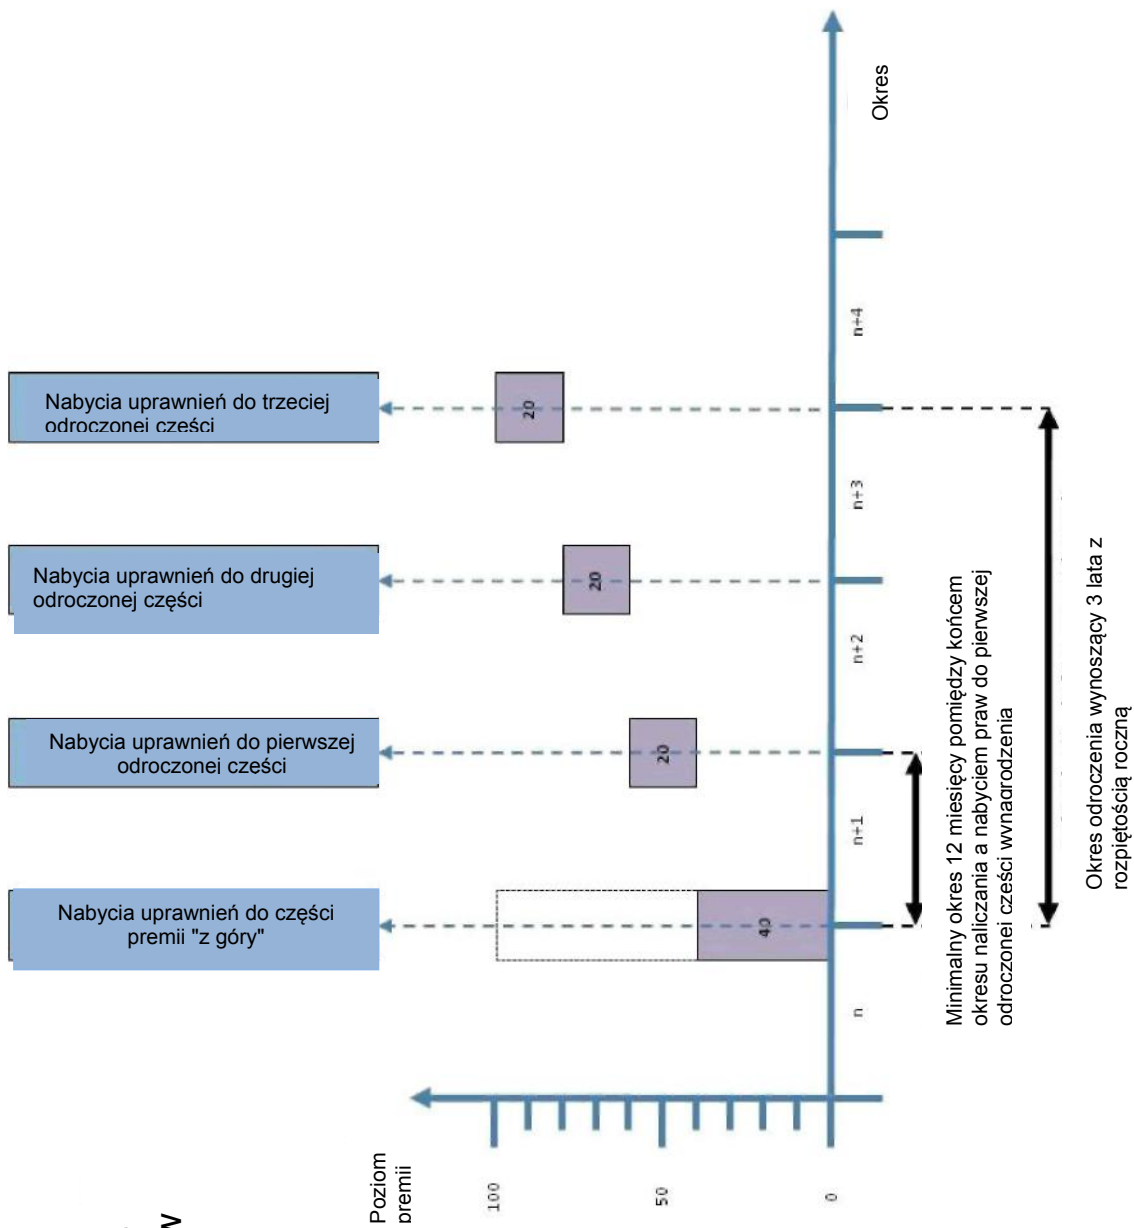 Nabycia uprawnień do trzeciej
odroczonej części
Nabycia uprawnień do drugiej
odroczonej części
Nabycia uprawnień do pierwszej
odroczonej części
Nabycia uprawnień do części
premii "z góry"
Poziom
premii
100
50
0
40
20
20
20
n
n+1
n+2
n+3
n+4
Okres
Minimalny okres 12 miesięcy pomiędzy końcem
okresu naliczania a nabyciem praw do pierwszej
odroczonej części wynagrodzenia
Okres odroczenia wynoszący 3 lata z
rozpiętością roczną